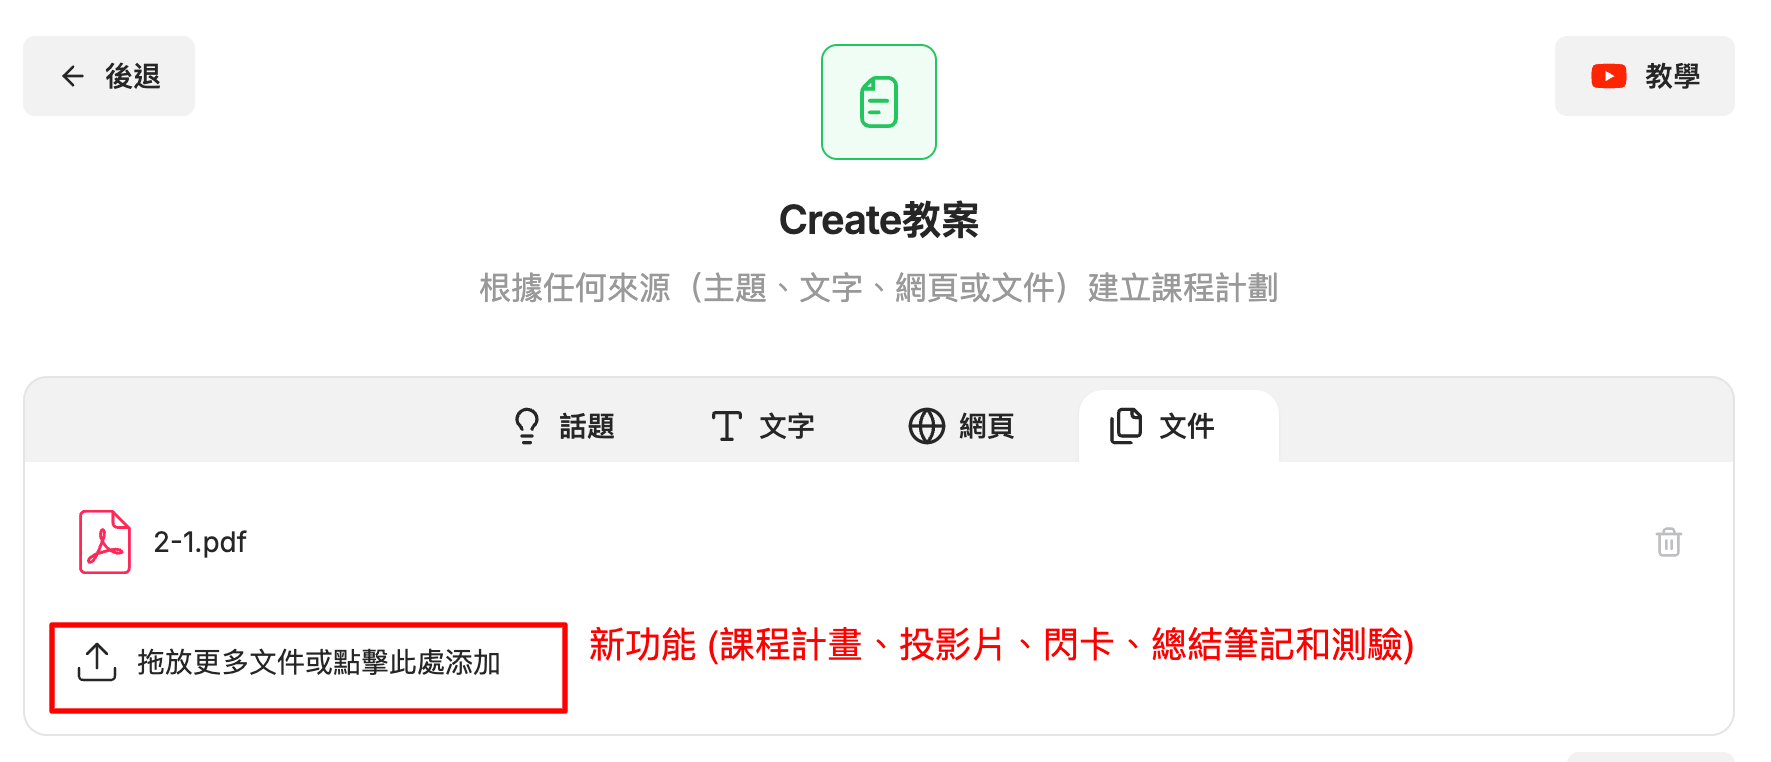 後退
教學
Create教案
根據任何來源（主題、文字、網頁或文件）建立課程計劃
話題
文字
網頁
文件
2-1.pdf
拖放更多文件或點擊此處添加
新功能 (課程計畫、投影片、閃卡、總結筆記和測驗)